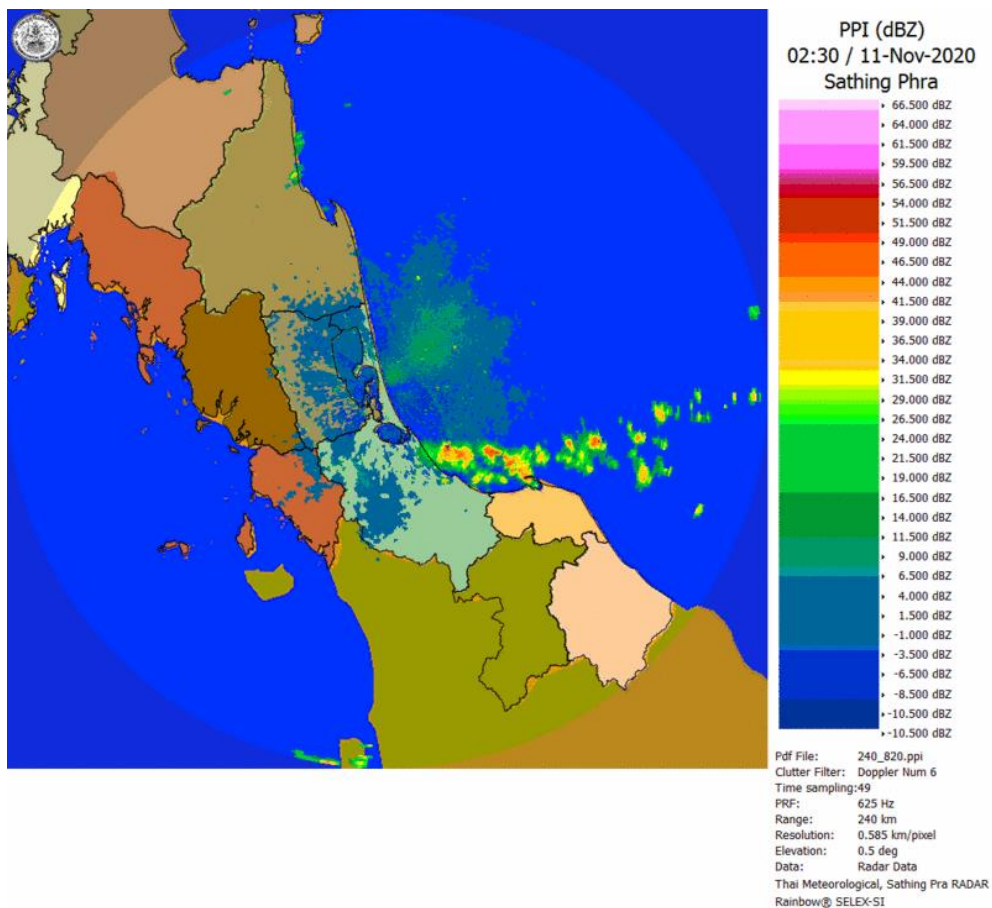 PPI (dBZ)
02:30 / 11-Nov-2020
Sathing Phra
66.500 dBZ
64.000 dBZ
61.500 dBZ
59.500 dBZ
56.500 dBZ
54.000 dBZ
51.500 dBZ
49.000 dBZ
46.500 dBZ
44.000 dBZ
41.500 dBZ
39.000 dBZ
36.500 dBZ
34.000 dBZ
31.500 dBZ
29.000 dBZ
26.500 dBZ
24.000 dBZ
21.500 dBZ
19.000 dBZ
16.500 dBZ
14.000 dBZ
11.500 dBZ
9.000 dBZ
6.500 dBZ
4.000 dBZ
1.500 dBZ
-1.000 dBZ
-3.500 dBZ
-6.500 dBZ
-8.500 dBZ
-10.500 dBZ
-10.500 dBZ
Pdf File: 240_820.ppi
Clutter Filter: Doppler Num 6
Time sampling:49
PRF: 625 Hz
Range: 240 km
Resolution: 0.585 km/pixel
Elevation: 0.5 deg
Data: Radar Data
Thai Meteorological, Sathing Pra RADAR
Rainbow® SELEX-SI